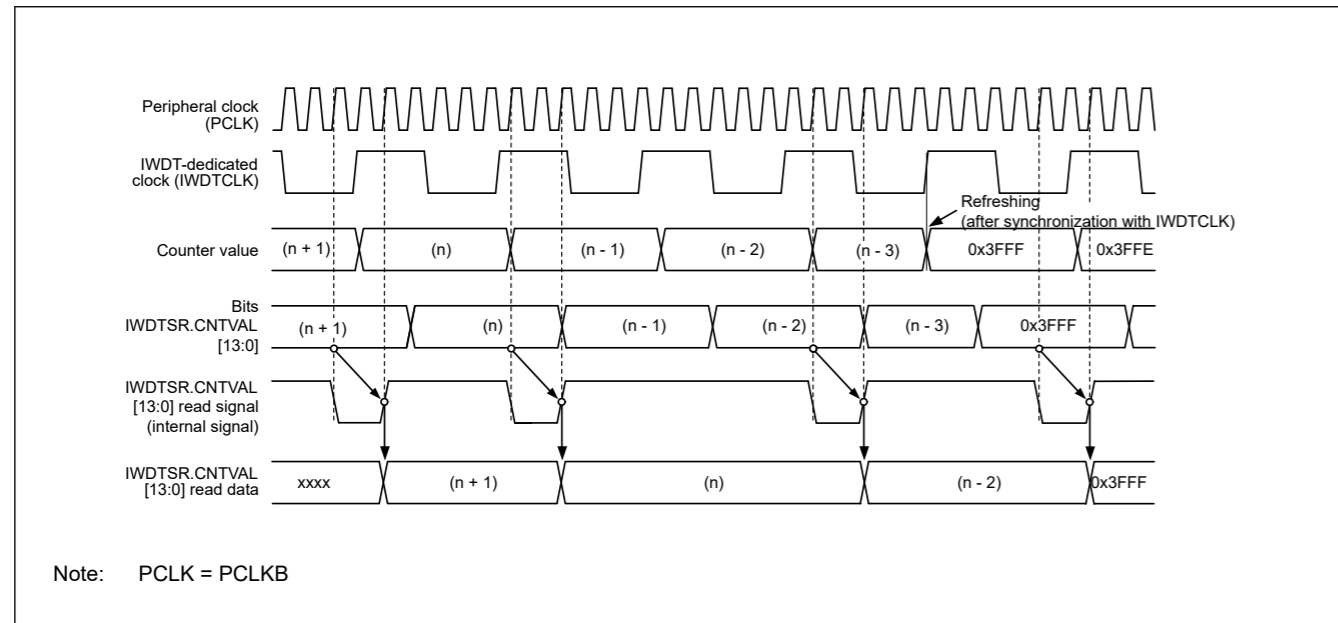 Peripheral clock
(PCLK)
IWDT-dedicated
clock (IWDTCLK)
Refreshing
(after synchronization with IWDTCLK)
Counter value
(n + 1)
(n)
(n - 1)
(n - 2)
(n - 3)
0x3FFF
0x3FFE
Bits
IWDTSR.CNTVAL
[13:0]
(n + 1)
(n)
(n - 1)
(n - 2)
(n - 3)
0x3FFF
IWDTSR.CNTVAL
[13:0] read signal
(internal signal)
IWDTSR.CNTVAL
[13:0] read data
xxxx
(n + 1)
(n)
(n - 2)
0x3FFF
Note: PCLK = PCLKB